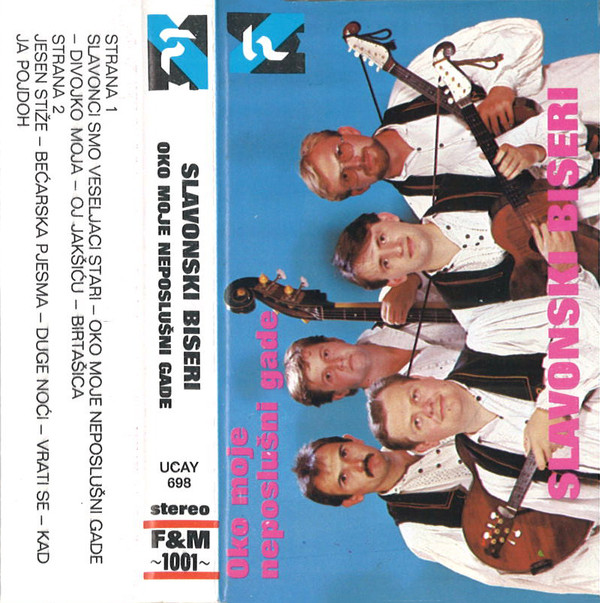 STRANA 1
SLAVONCI SMO VESELJACI STARI – OKO MOJE NEPOSLUŠNI GADE
– DIVOJKO MOJA – OJ JAKŠIĆU – BIRTAŠICA
STRANA 2
JESEN STIŽE – BEĆARSKA PJESMA – DUGE NOĆI – VRATI SE – KAD
JA POJDOH
SLAVONSKI BISERI
OKO MOJE NEPOSLUŠNI GADE
UCAY
698
stereo
F&M
~1001~
SLAVONSKI BISERI
Oko moje
neposlušni gade